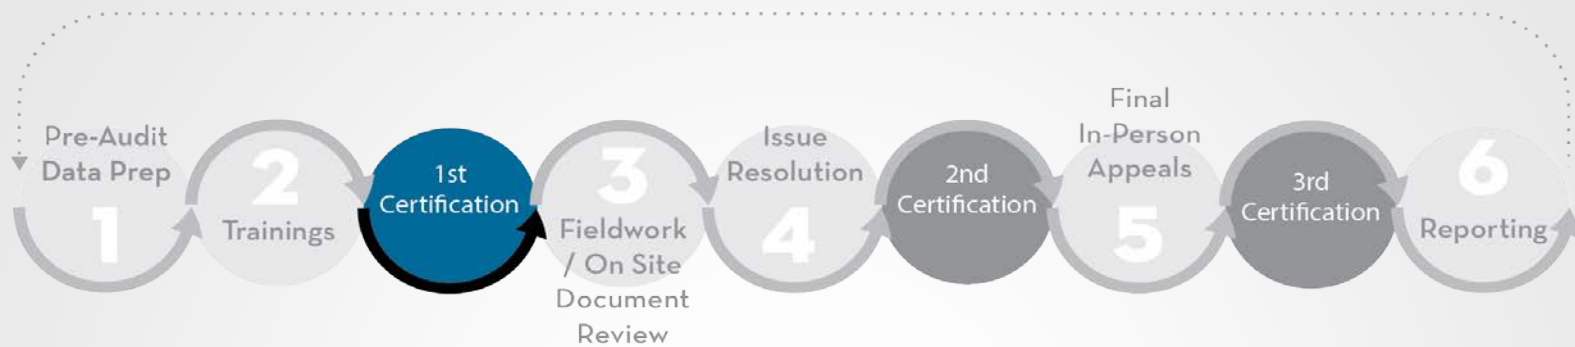 Pre-Audit
Data Prep
1
2
Trainings
1st
Certification
3
Fieldwork
/ On Site
Document
Review
Issue
Resolution
4
2nd
Certification
Final
In-Person
Appeals
5
3rd
Certification
6
Reporting